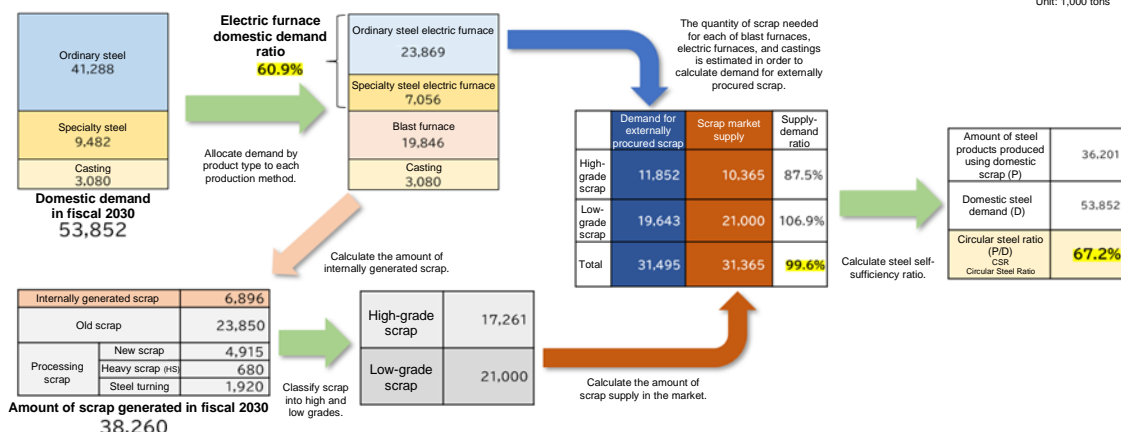 Unit: 1,000 tons
Ordinary steel
41,288
Specialty steel
9,482
Casting
3,080
Domestic demand
in fiscal 2030
53,852
Electric furnace
domestic demand
ratio
60.9%
Allocate demand by
product type to each
production method.
Ordinary steel electric furnace
23,869
Specialty steel electric furnace
7,056
Blast furnace
19,846
Casting
3,080
The quantity of scrap needed
for each of blast furnaces,
electric furnaces, and castings
is estimated in order to
calculate demand for externally
procured scrap.
Demand for
externally
procured scrap
Scrap market
supply
Supply-
demand
ratio
High-
grade
scrap
11,852
10,365
87.5%
Low-
grade
scrap
19,643
21,000
106.9%
Total
31,495
31,365
99.6%
Calculate steel self-
sufficiency ratio.
Amount of steel
products produced
using domestic
scrap (P)
36,201
Domestic steel
demand (D)
53,852
Circular steel ratio
(P/D)
CSR
Circular Steel Ratio
67.2%
Calculate the amount of
internally generated scrap.
Internally generated scrap
6,896
Old scrap
23,850
Processing
scrap
New scrap
4,915
Heavy scrap (HS)
680
Steel turning
1,920
Amount of scrap generated in fiscal 2030
38,260
Classify scrap
into high and
low grades.
High-grade
scrap
17,261
Low-grade
scrap
21,000
Calculate the amount of
scrap supply in the market.